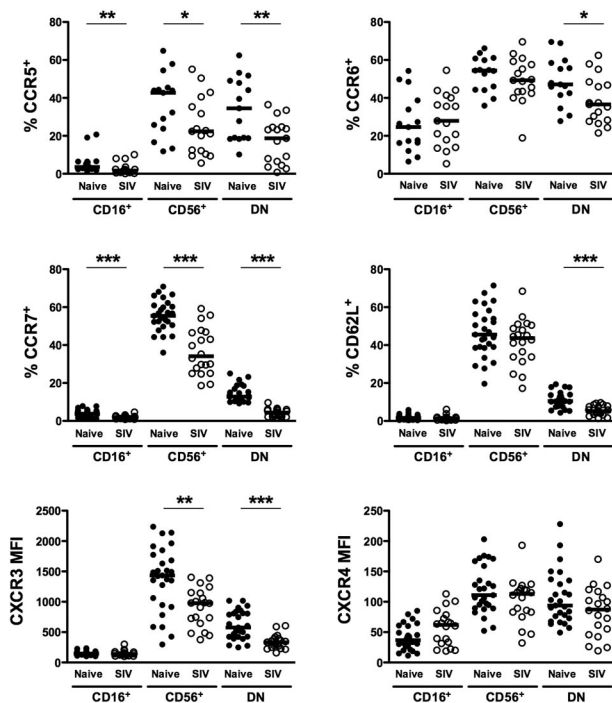 ** * **
% CCR5⁺
80
60
40
20
0
Naive SIV Naive SIV Naive SIV
CD16⁺ CD56⁺ DN
*
% CCR6⁺
80
60
40
20
0
Naive SIV Naive SIV Naive SIV
CD16⁺ CD56⁺ DN
*** *** ***
% CCR7⁺
80
60
40
20
0
Naive SIV Naive SIV Naive SIV
CD16⁺ CD56⁺ DN
***
% CD62L⁺
80
60
40
20
0
Naive SIV Naive SIV Naive SIV
CD16⁺ CD56⁺ DN
** ***
CXCR3 MFI
2500
2000
1500
1000
500
0
Naive SIV Naive SIV Naive SIV
CD16⁺ CD56⁺ DN
CXCR4 MFI
250
200
150
100
50
0
Naive SIV Naive SIV Naive SIV
CD16⁺ CD56⁺ DN